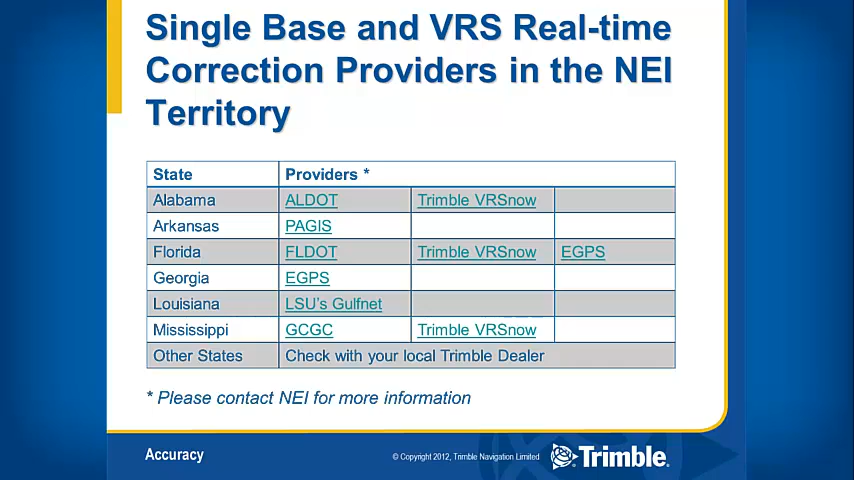 Single Base and VRS Real-time
Correction Providers in the NEI
Territory
State Providers *
Alabama ALDOT Trimble VRSnow
Arkansas PAGIS
Florida FLDOT Trimble VRSnow EGPS
Georgia EGPS
Louisiana LSU's Gulfnet
Mississippi GCGC Trimble VRSnow
Other States Check with your local Trimble Dealer
* Please contact NEI for more information
Accuracy © Copyright 2012, Trimble Navigation Limited Trimble.